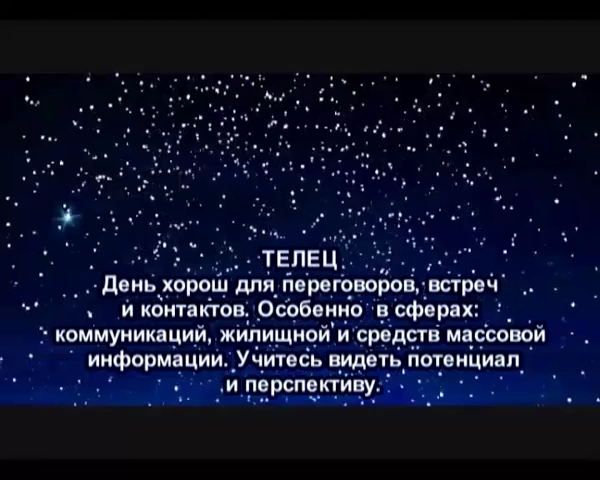 ТЕЛЕЦ
День хорош для переговоров, встреч
и контактов. Особенно в сферах:
коммуникаций, жилищной и средств массовой
информации. Учитесь видеть потенциал
и перспективу.